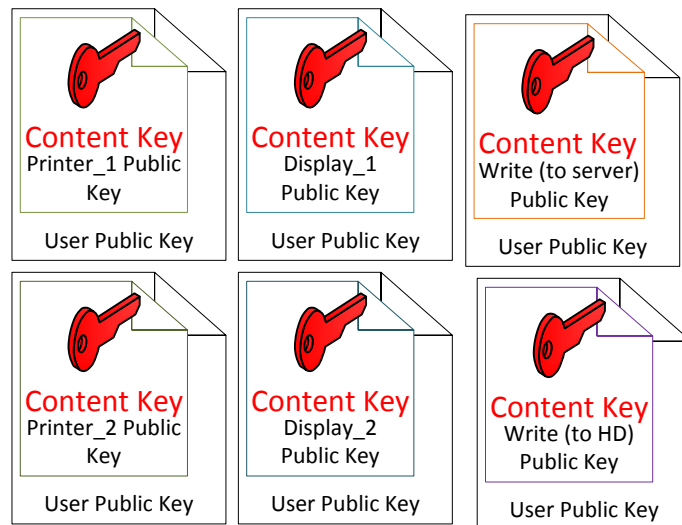 Content Key
Printer_1 Public
Key
User Public Key
Content Key
Display_1
Public Key
User Public Key
Content Key
Write (to server)
Public Key
User Public Key
Content Key
Printer_2 Public
Key
User Public Key
Content Key
Display_2
Public Key
User Public Key
Content Key
Write (to HD)
Public Key
User Public Key